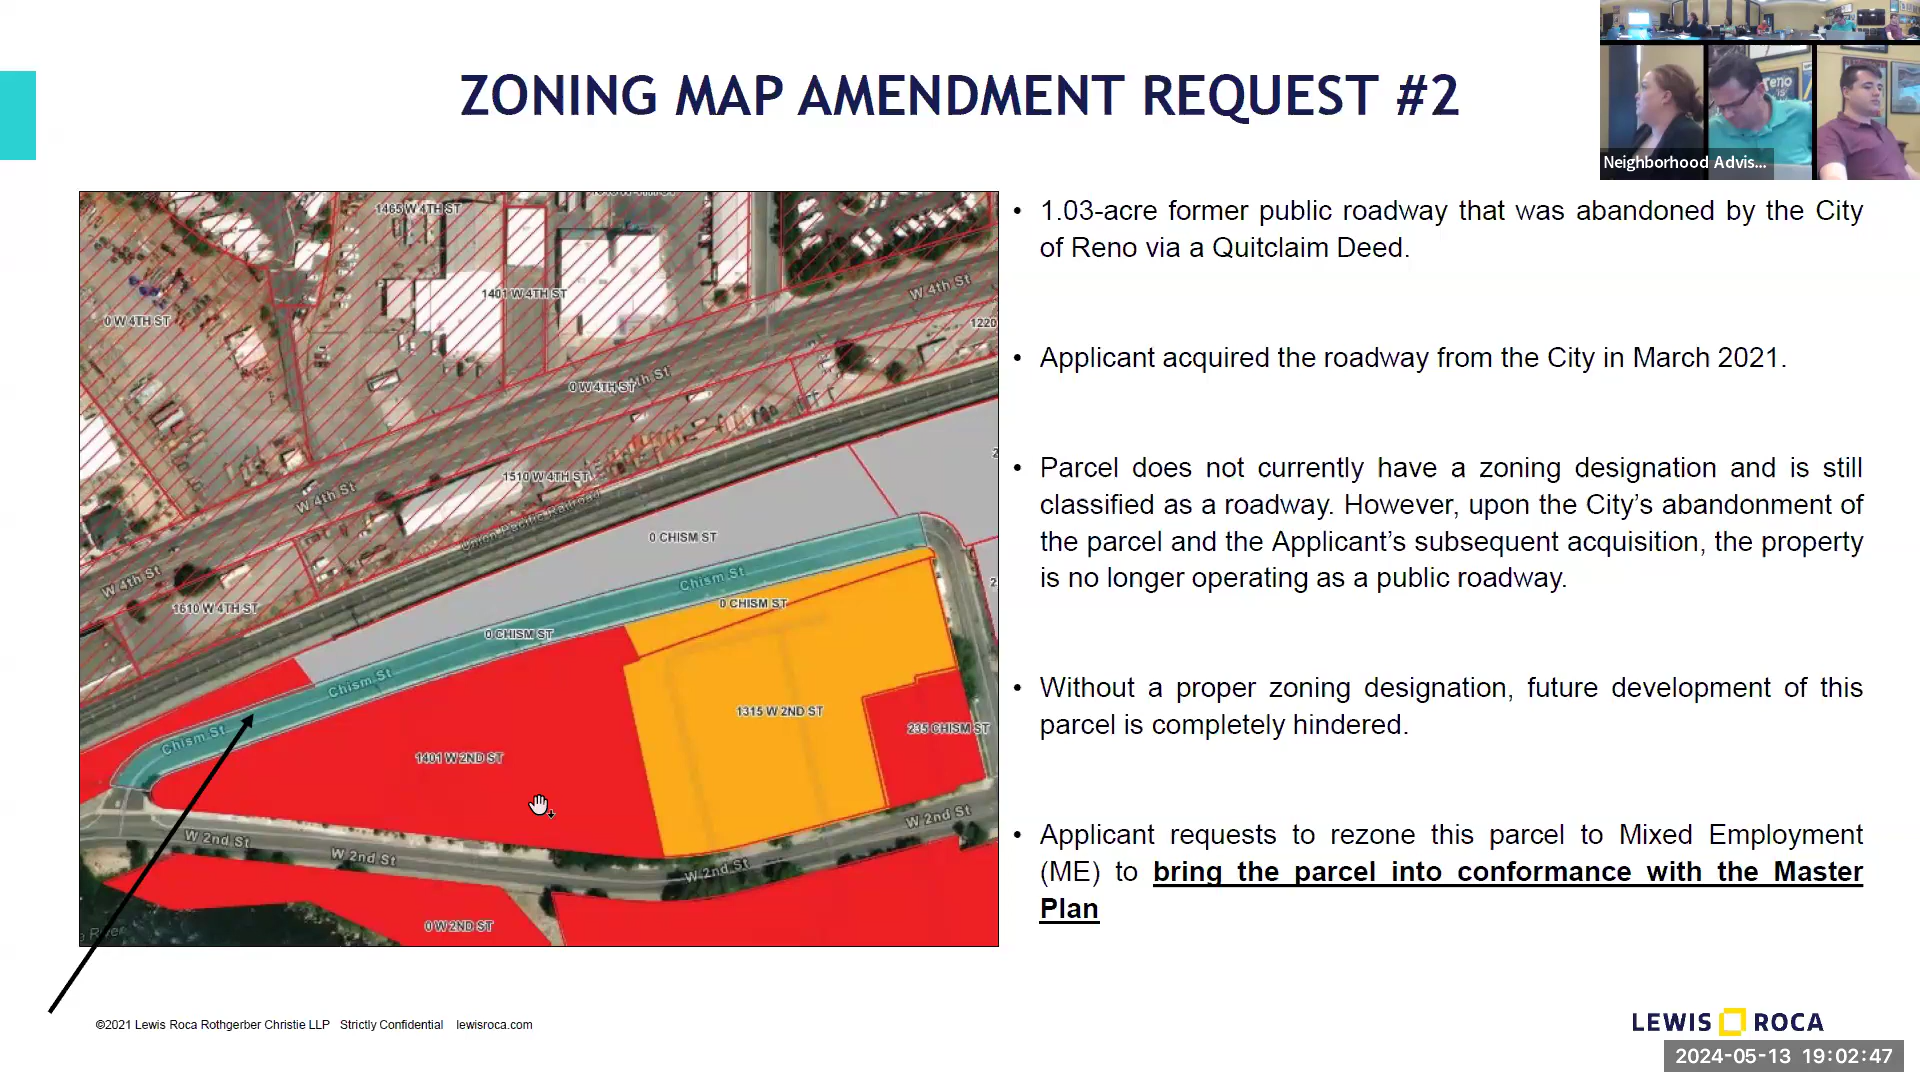 ZONING MAP AMENDMENT REQUEST #2
Neighborhood Advis...
• 1.03-acre former public roadway that was abandoned by the City
of Reno via a Quitclaim Deed.
• Applicant acquired the roadway from the City in March 2021.
• Parcel does not currently have a zoning designation and is still
classified as a roadway. However, upon the City’s abandonment of
the parcel and the Applicant’s subsequent acquisition, the property
is no longer operating as a public roadway.
• Without a proper zoning designation, future development of this
parcel is completely hindered.
• Applicant requests to rezone this parcel to Mixed Employment
(ME) to bring the parcel into conformance with the Master
Plan
1465 W 4TH ST
1401 W 4TH ST
W 4th St
0 W 4TH ST
1220
0 W 4TH ST
4th St
1510 W 4TH ST
W 4th St
Union Pacific Railroad
0 CHISM ST
W 4th St
Chism St
1610 W 4TH ST
0 CHISM ST
0 CHISM ST
Chism St
1315 W 2ND ST
235 CHISM ST
Chism St
1401 W 2ND ST
W 2nd St
W 2nd St
W 2nd St
W 2nd St
0 W 2ND ST
River
©2021 Lewis Roca Rothgerber Christie LLP Strictly Confidential lewisroca.com
LEWIS ROCA
2024-05-13 19:02:47